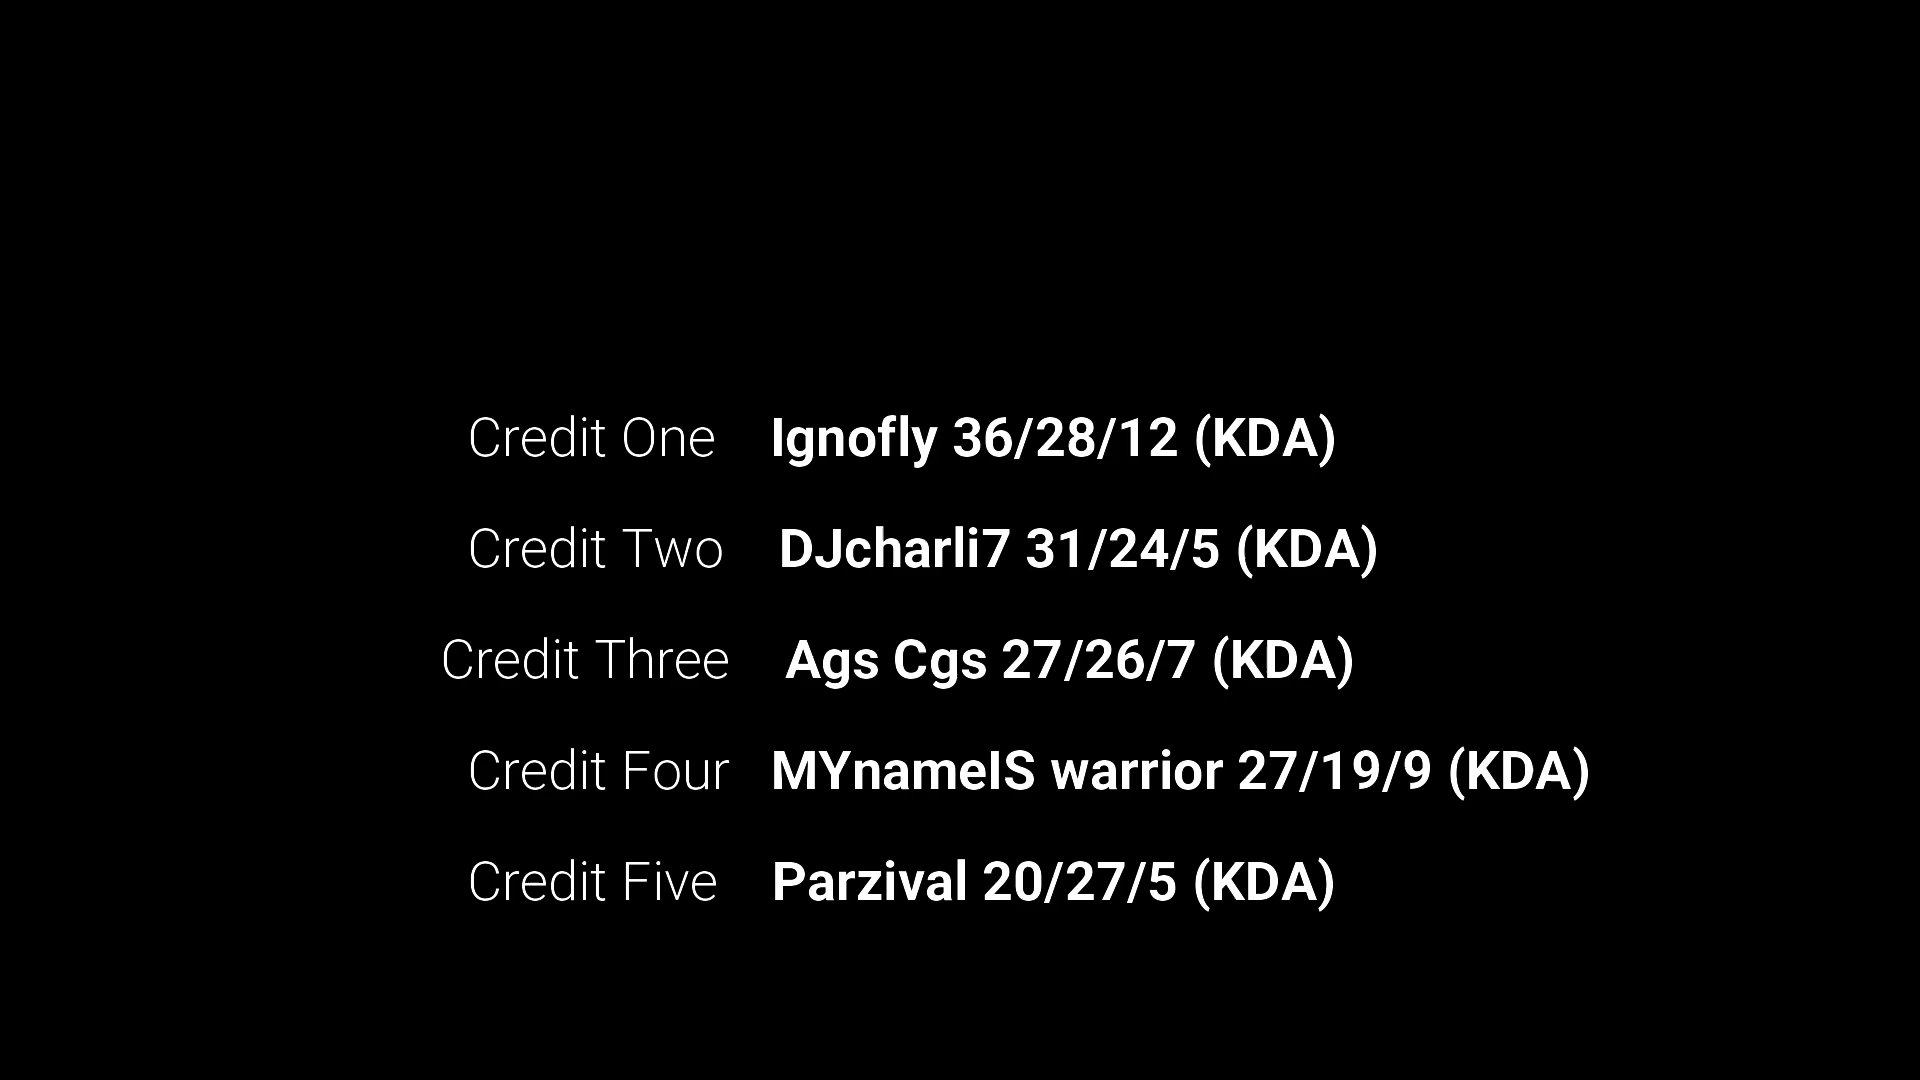 Credit One Ignofly 36/28/12 (KDA)
Credit Two DJcharli7 31/24/5 (KDA)
Credit Three Ags Cgs 27/26/7 (KDA)
Credit Four MYnameIS warrior 27/19/9 (KDA)
Credit Five Parzival 20/27/5 (KDA)